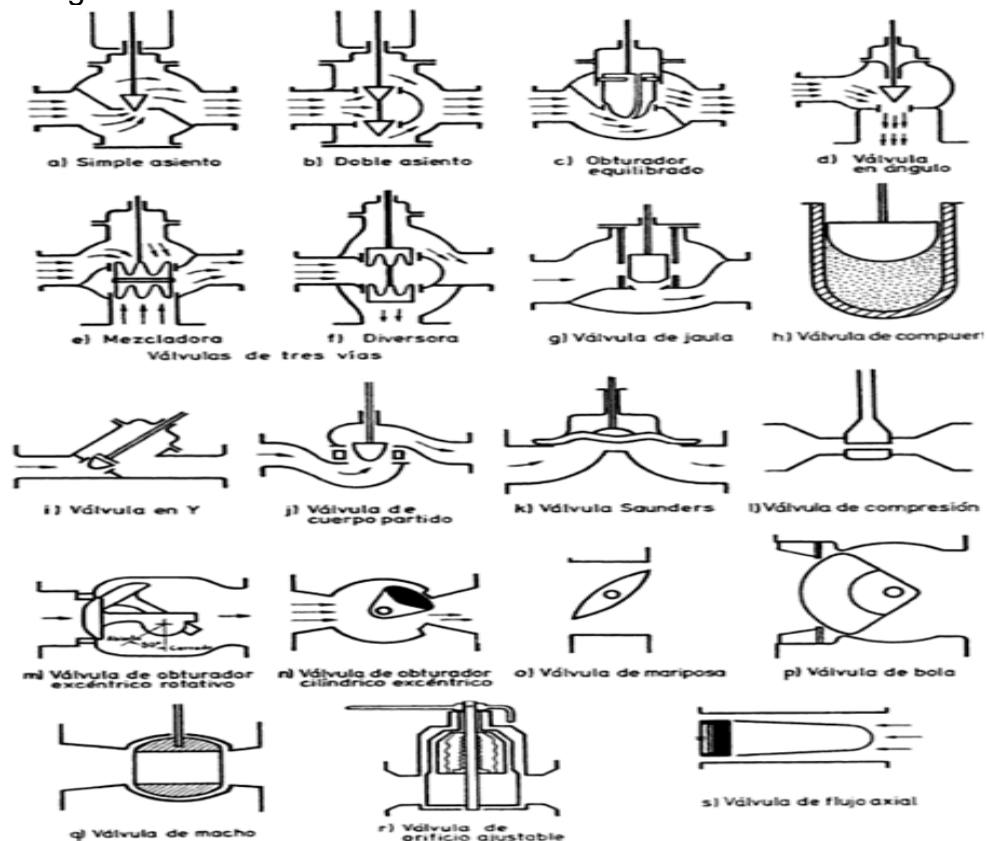 a) Simple asiento
b) Doble asiento
c) Obturador
equilibrado
d) Válvula
en ángulo
e) Mezcladora
f) Diversora
Válvulas de tres vías
g) Válvula de jaula
h) Válvula de compuer
i) Válvula en Y
j) Válvula de
cuerpo partido
k) Válvula Saunders
l) Válvula de compresión
m) Válvula de obturador
excéntrico rotativo
n) Válvula de obturador
cilíndrico excéntrico
o) Válvula de mariposa
p) Válvula de bola
q) Válvula de macho
r) Válvula de
orificio ajustable
s) Válvula de flujo axial